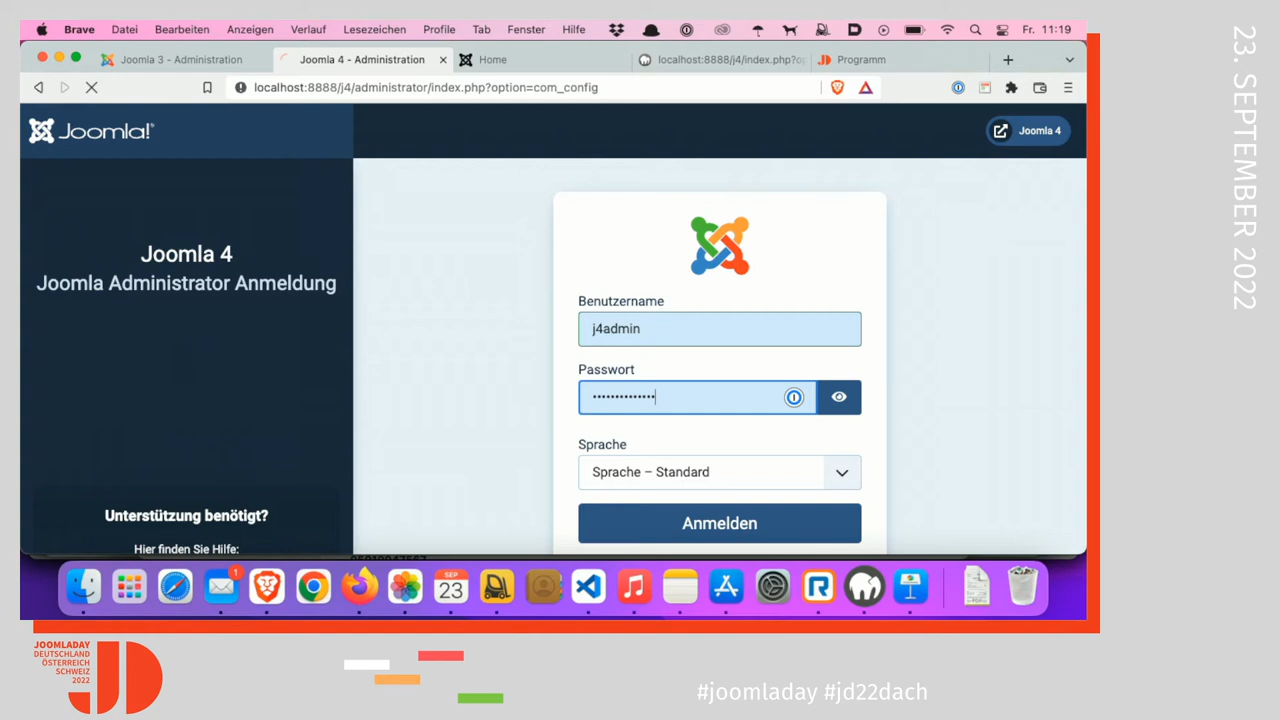 Brave Datei Bearbeiten Anzeigen Verlauf Lesezeichen Profile Tab Fenster Hilfe Fr. 11:19
Joomla 3 - Administration
Joomla 4 - Administration
Home
localhost:8888/j4/index.php?o
Programm
localhost:8888/j4/administrator/index.php?option=com_config
Joomla!
Joomla 4
Joomla 4
Joomla Administrator Anmeldung
Benutzername
j4admin
Passwort
••••••••••••••
Sprache
Sprache – Standard
Anmelden
Unterstützung benötigt?
Hier finden Sie Hilfe:
1
SEP
23
23. SEPTEMBER 2022
JOOMLADAY
DEUTSCHLAND
ÖSTERREICH
SCHWEIZ
2022
JD
#joomladay #jd22dach